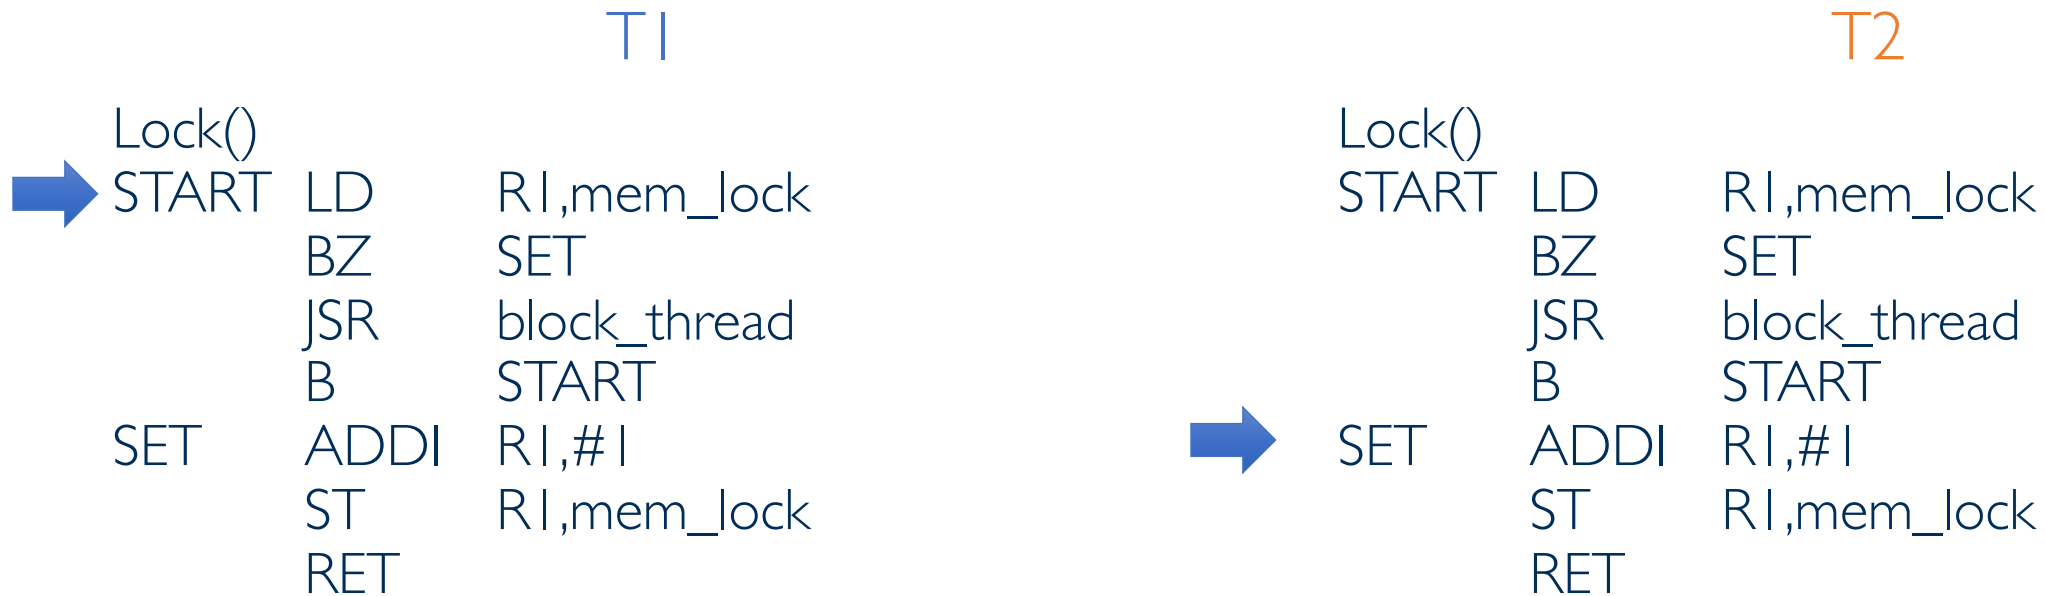 T1
Lock()
START LD R1,mem_lock
BZ SET
JSR block_thread
B START
SET ADDI R1,#1
ST R1,mem_lock
RET
T2
Lock()
START LD R1,mem_lock
BZ SET
JSR block_thread
B START
SET ADDI R1,#1
ST R1,mem_lock
RET